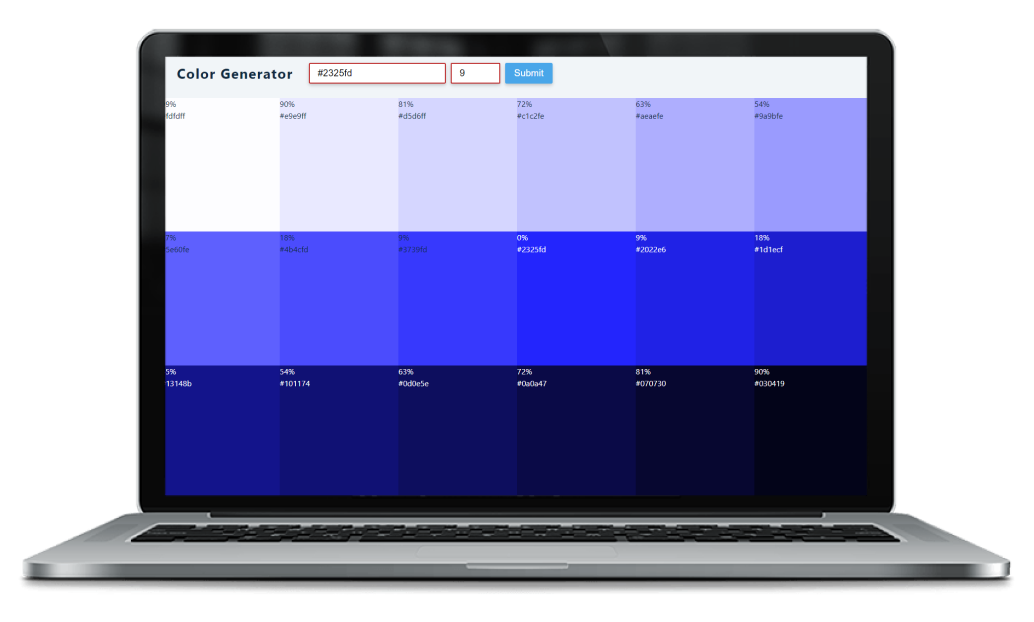 Color Generator #2325fd 9 Submit
9% 90% 81% 72% 63% 54%
fdfdff #e9e9ff #d5d6ff #c1c2fe #aeaefe #9a9bfe
7% 18% 9% 0% 9% 18%
5e60fe #4b4cfd #3739fd #2325fd #2022e6 #1d1ecf
5% 54% 63% 72% 81% 90%
13148b #101174 #0d0e5e #0a0a47 #070730 #030419